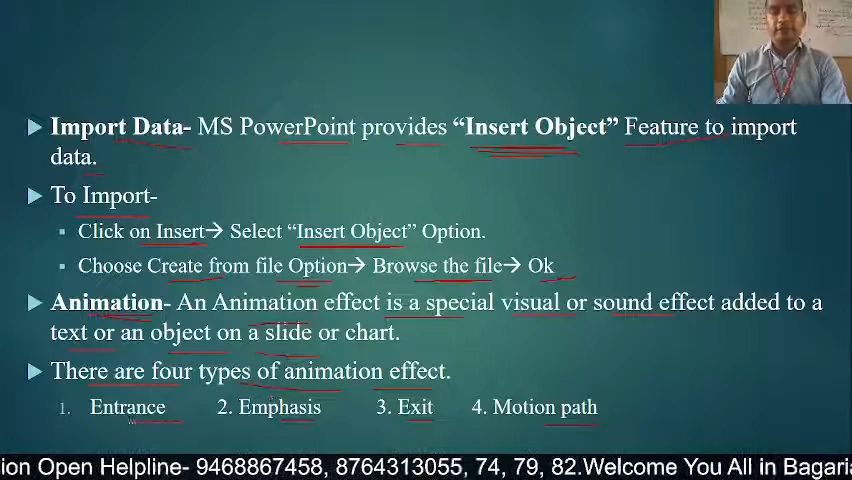 Import Data- MS PowerPoint provides “Insert Object” Feature to import
data.
To Import-
Click on Insert→ Select “Insert Object” Option.
Choose Create from file Option→ Browse the file→ Ok
Animation- An Animation effect is a special visual or sound effect added to a
text or an object on a slide or chart.
There are four types of animation effect.
1. Entrance 2. Emphasis 3. Exit 4. Motion path
ion Open Helpline- 9468867458, 8764313055, 74, 79, 82.Welcome You All in Bagaria